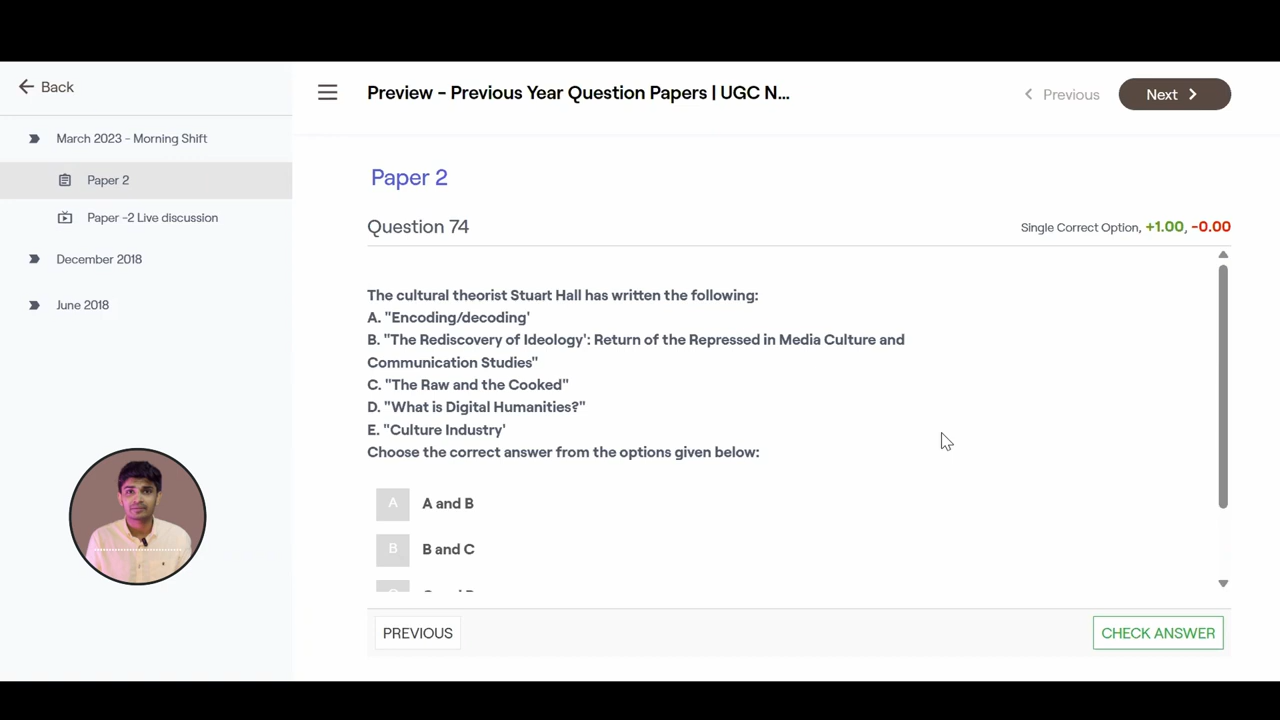 Back
Preview - Previous Year Question Papers | UGC N...
Previous
Next
March 2023 - Morning Shift
Paper 2
Paper -2 Live discussion
December 2018
June 2018
Paper 2
Question 74
Single Correct Option, +1.00, -0.00
The cultural theorist Stuart Hall has written the following:
A. "Encoding/decoding'
B. "The Rediscovery of Ideology': Return of the Repressed in Media Culture and
Communication Studies"
C. "The Raw and the Cooked"
D. "What is Digital Humanities?"
E. "Culture Industry'
Choose the correct answer from the options given below:
A A and B
B B and C
PREVIOUS
CHECK ANSWER